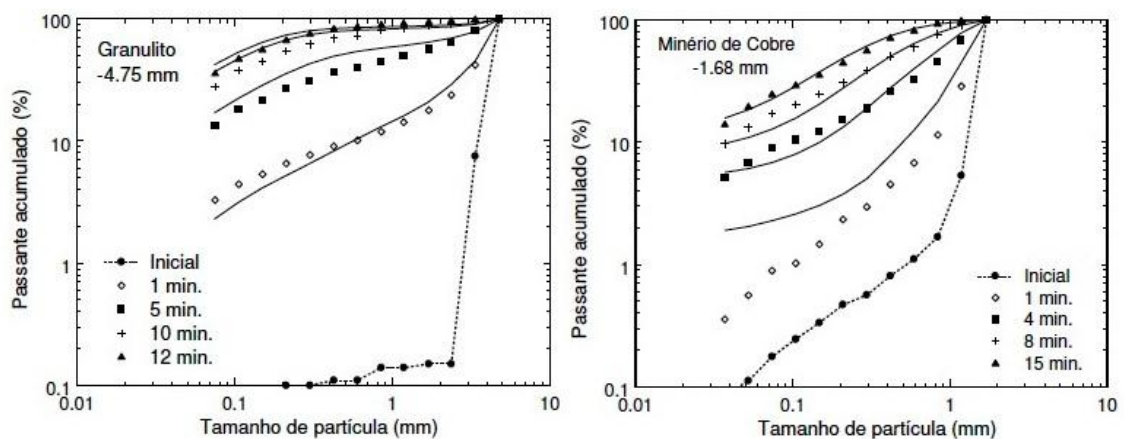 Passante acumulado (%)
100
10
1
0.1
Granulito
-4.75 mm
Inicial
1 min.
5 min.
10 min.
12 min.
0.01
0.1
1
10
Tamanho de partícula (mm)
Passante acumulado (%)
100
10
1
0.1
Minério de Cobre
-1.68 mm
Inicial
1 min.
4 min.
8 min.
15 min.
0.01
0.1
1
10
Tamanho de partícula (mm)